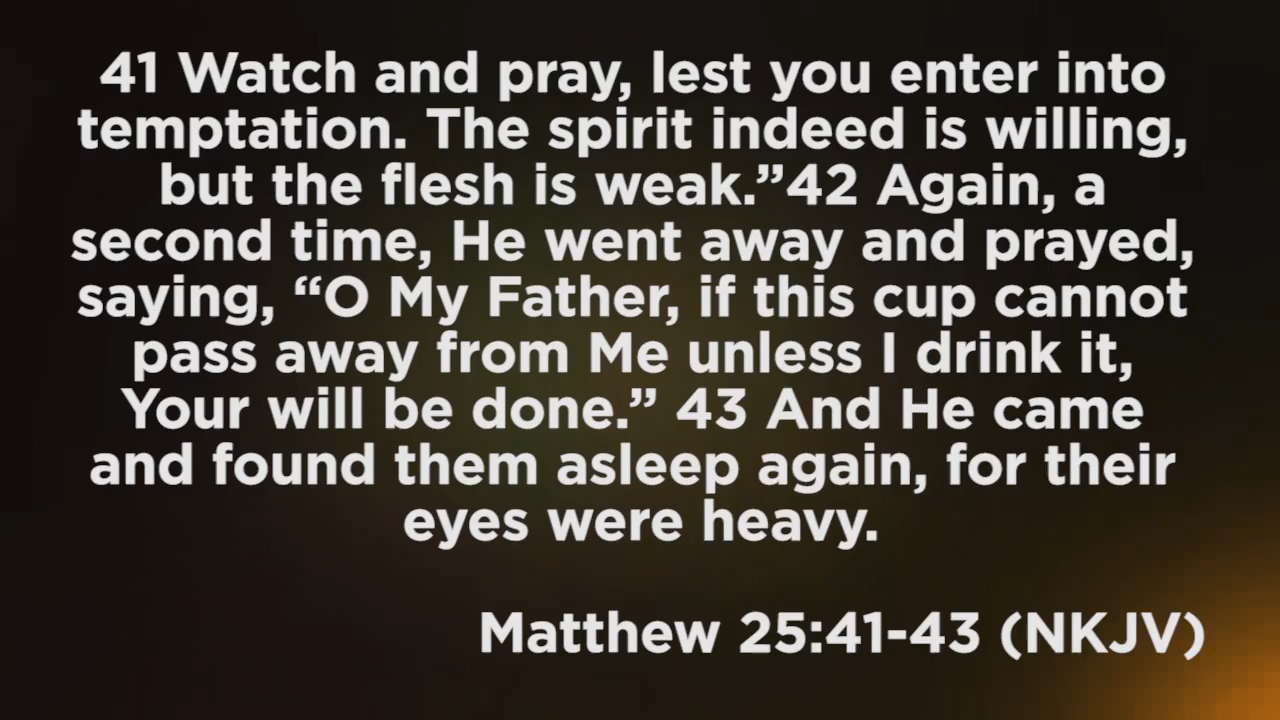 41 Watch and pray, lest you enter into
temptation. The spirit indeed is willing,
but the flesh is weak.”42 Again, a
second time, He went away and prayed,
saying, “O My Father, if this cup cannot
pass away from Me unless I drink it,
Your will be done.” 43 And He came
and found them asleep again, for their
eyes were heavy.
Matthew 25:41-43 (NKJV)